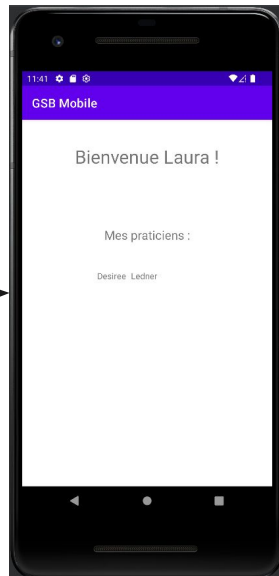 11:41
GSB Mobile
Bienvenue Laura !
Mes praticiens :
Desiree Ledner